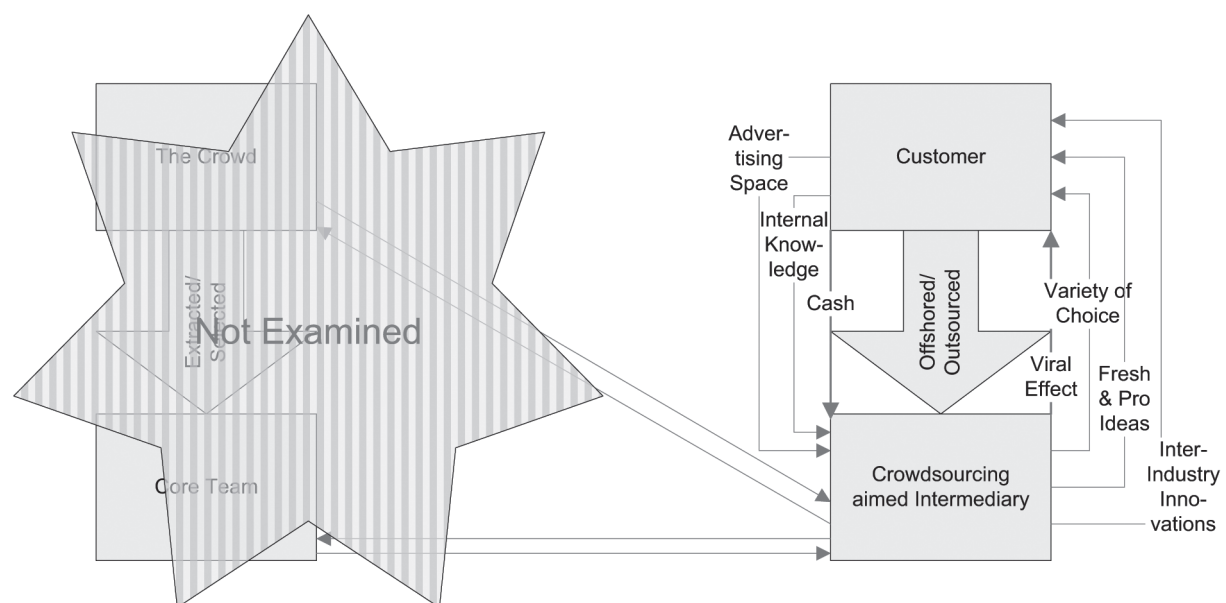 The Crowd
Extracted/
Selected
Not Examined
Core Team
Adver-
tising
Space
Internal
Know-
ledge
Cash
Customer
Offshored/
Outsourced
Variety of
Choice
Viral
Effect
Fresh
& Pro
Ideas
Inter-
Industry
Inno-
vations
Crowdsourcing
aimed Intermediary